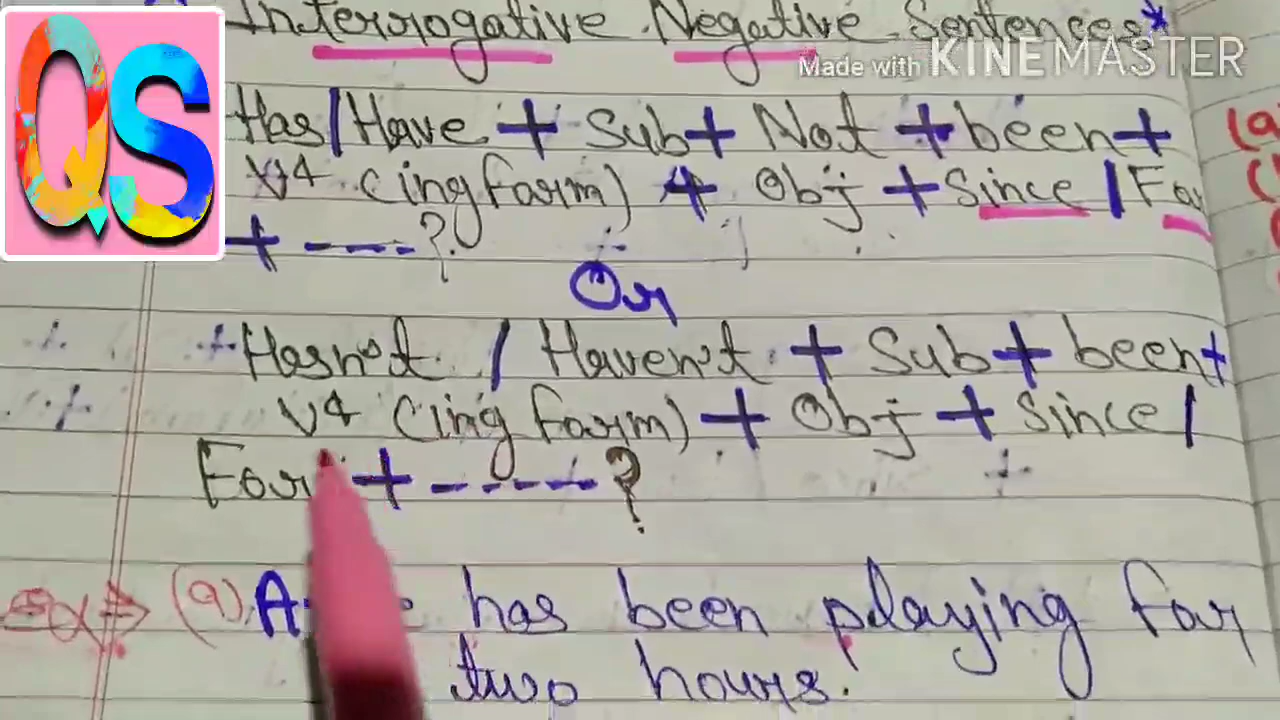 Interrogative Negative Sentences*
Made with KINEMASTER
QS
Has/Have + Sub + Not + been +
V4 (ing form) + Obj + Since / For
+ ----?
Or
Hasn't / Haven't + Sub + been +
V4 (ing form) + Obj + Since /
For + -----?
Ex⇒ (a) has been playing for
two hours.
(a